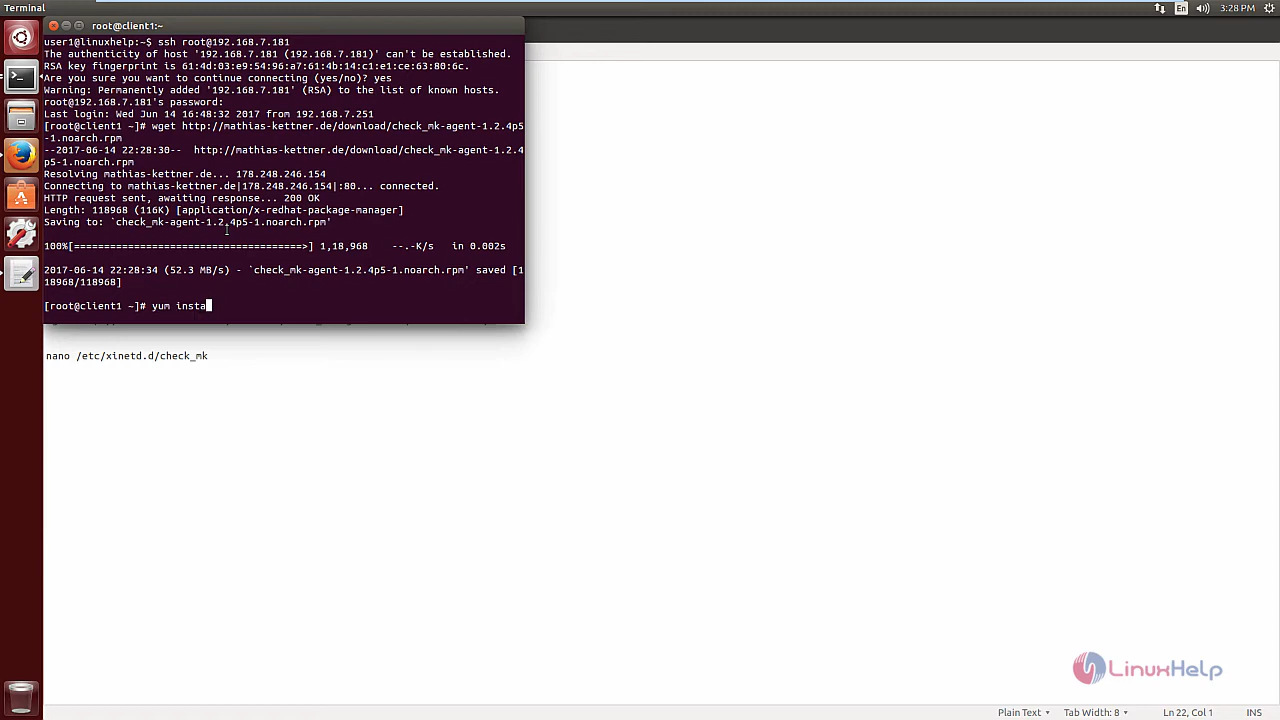 Terminal
En
3:28 PM
root@client1:~
user1@linuxhelp:~$ ssh root@192.168.7.181
The authenticity of host '192.168.7.181 (192.168.7.181)' can't be established.
RSA key fingerprint is 61:4d:03:e9:54:96:a7:61:4b:14:c1:e1:ce:63:80:6c.
Are you sure you want to continue connecting (yes/no)? yes
Warning: Permanently added '192.168.7.181' (RSA) to the list of known hosts.
root@192.168.7.181's password:
Last login: Wed Jun 14 16:48:32 2017 from 192.168.7.251
[root@client1 ~]# wget http://mathias-kettner.de/download/check_mk-agent-1.2.4p5
-1.noarch.rpm
--2017-06-14 22:28:30--  http://mathias-kettner.de/download/check_mk-agent-1.2.4
p5-1.noarch.rpm
Resolving mathias-kettner.de... 178.248.246.154
Connecting to mathias-kettner.de|178.248.246.154|:80... connected.
HTTP request sent, awaiting response... 200 OK
Length: 118968 (116K) [application/x-redhat-package-manager]
Saving to: `check_mk-agent-1.2.4p5-1.noarch.rpm'
100%[======================================>] 1,18,968    --.-K/s   in 0.002s
2017-06-14 22:28:34 (52.3 MB/s) - `check_mk-agent-1.2.4p5-1.noarch.rpm' saved [1
18968/118968]
[root@client1 ~]# yum insta
nano /etc/xinetd.d/check_mk
LinuxHelp
Plain Text
Tab Width: 8
Ln 22, Col 1
INS